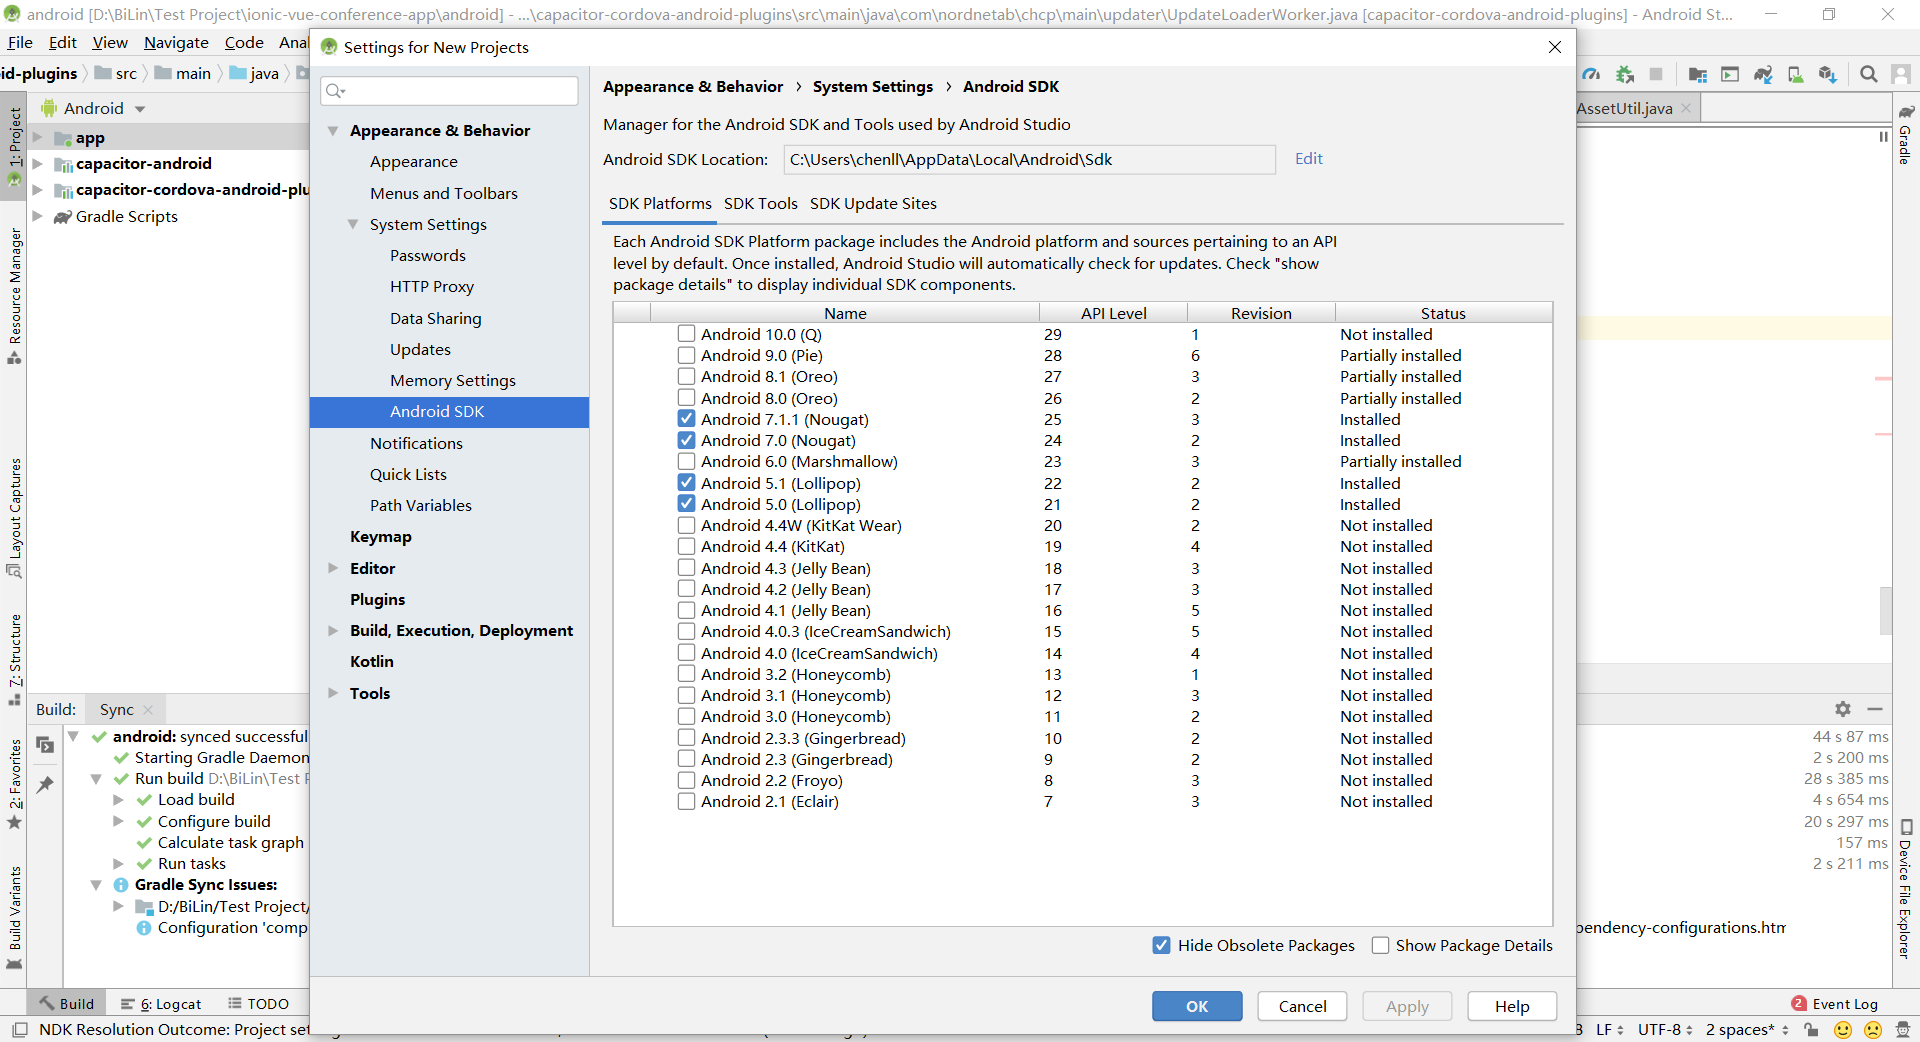 android [D:\BiLin\Test Project\ionic-vue-conference-app\android] - ...\capacitor-cordova-android-plugins\src\main\java\com\nordnetab\chcp\main\updater\UpdateLoaderWorker.java [capacitor-cordova-android-plugins] - Android St...
File Edit View Navigate Code Ana
id-plugins src main java
AssetUtil.java
Android
app
capacitor-android
capacitor-cordova-android-plu
Gradle Scripts
1: Project
Resource Manager
Layout Captures
7: Structure
2: Favorites
Build Variants
Settings for New Projects
Appearance & Behavior
Appearance
Menus and Toolbars
System Settings
Passwords
HTTP Proxy
Data Sharing
Updates
Memory Settings
Android SDK
Notifications
Quick Lists
Path Variables
Keymap
Editor
Plugins
Build, Execution, Deployment
Kotlin
Tools
Appearance & Behavior › System Settings › Android SDK
Manager for the Android SDK and Tools used by Android Studio
Android SDK Location: C:\Users\chenll\AppData\Local\Android\Sdk Edit
SDK Platforms SDK Tools SDK Update Sites
Each Android SDK Platform package includes the Android platform and sources pertaining to an API
level by default. Once installed, Android Studio will automatically check for updates. Check "show
package details" to display individual SDK components.
Name API Level Revision Status
Android 10.0 (Q) 29 1 Not installed
Android 9.0 (Pie) 28 6 Partially installed
Android 8.1 (Oreo) 27 3 Partially installed
Android 8.0 (Oreo) 26 2 Partially installed
Android 7.1.1 (Nougat) 25 3 Installed
Android 7.0 (Nougat) 24 2 Installed
Android 6.0 (Marshmallow) 23 3 Partially installed
Android 5.1 (Lollipop) 22 2 Installed
Android 5.0 (Lollipop) 21 2 Installed
Android 4.4W (KitKat Wear) 20 2 Not installed
Android 4.4 (KitKat) 19 4 Not installed
Android 4.3 (Jelly Bean) 18 3 Not installed
Android 4.2 (Jelly Bean) 17 3 Not installed
Android 4.1 (Jelly Bean) 16 5 Not installed
Android 4.0.3 (IceCreamSandwich) 15 5 Not installed
Android 4.0 (IceCreamSandwich) 14 4 Not installed
Android 3.2 (Honeycomb) 13 1 Not installed
Android 3.1 (Honeycomb) 12 3 Not installed
Android 3.0 (Honeycomb) 11 2 Not installed
Android 2.3.3 (Gingerbread) 10 2 Not installed
Android 2.3 (Gingerbread) 9 2 Not installed
Android 2.2 (Froyo) 8 3 Not installed
Android 2.1 (Eclair) 7 3 Not installed
Hide Obsolete Packages Show Package Details
OK Cancel Apply Help
Gradle
Device File Explorer
Build: Sync
android: synced successful 44 s 87 ms
Starting Gradle Daemon 2 s 200 ms
Run build D:\BiLin\Test P 28 s 385 ms
Load build 4 s 654 ms
Configure build 20 s 297 ms
Calculate task graph 157 ms
Run tasks 2 s 211 ms
Gradle Sync Issues:
D:/BiLin/Test Project/
Configuration 'comp pendency-configurations.htm
Build 6: Logcat TODO 2 Event Log
NDK Resolution Outcome: Project set LF UTF-8 2 spaces*